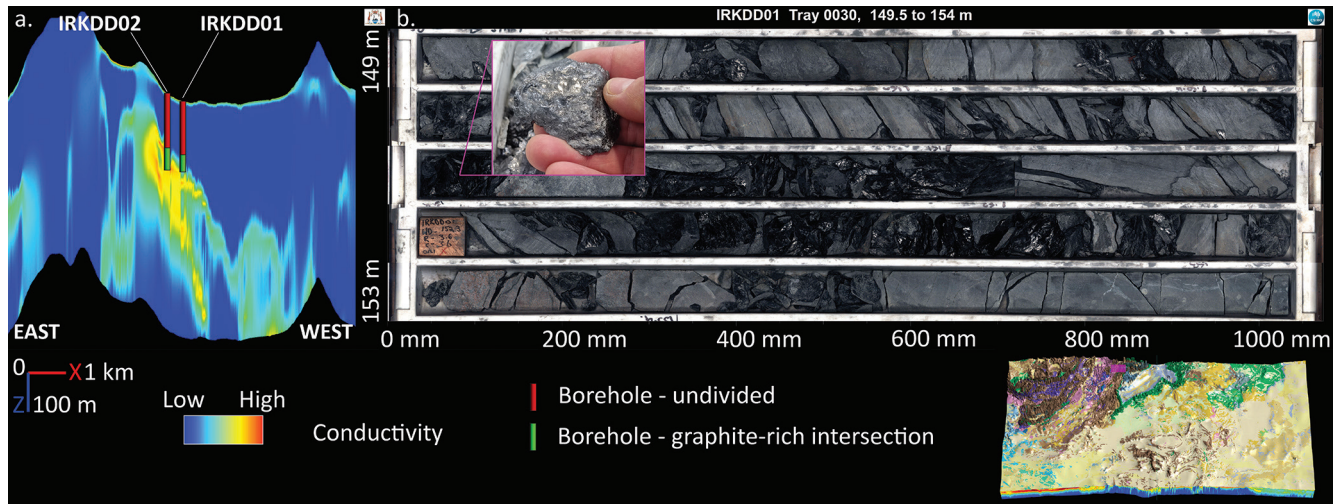 a.
IRKDD02
IRKDD01
EAST
WEST
0
X 1 km
Z 100 m
Low
High
Conductivity
b.
IRKDD01 Tray 0030, 149.5 to 154 m
149 m
153 m
0 mm
200 mm
400 mm
600 mm
800 mm
1000 mm
Borehole - undivided
Borehole - graphite-rich intersection